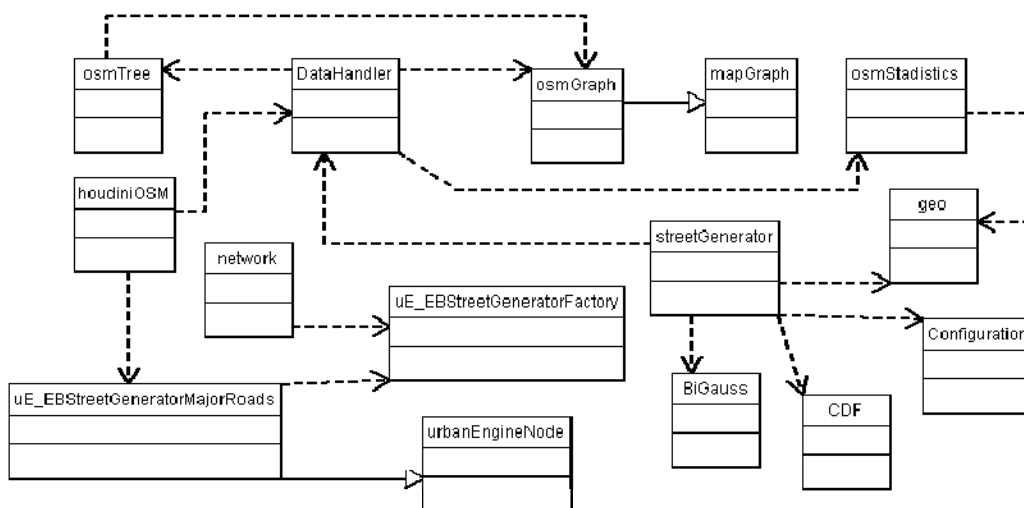 osmTree
DataHandler
osmGraph
mapGraph
osmStadistics
houdiniOSM
geo
streetGenerator
network
uE_EBStreetGeneratorFactory
Configuration
BiGauss
CDF
uE_EBStreetGeneratorMajorRoads
urbanEngineNode